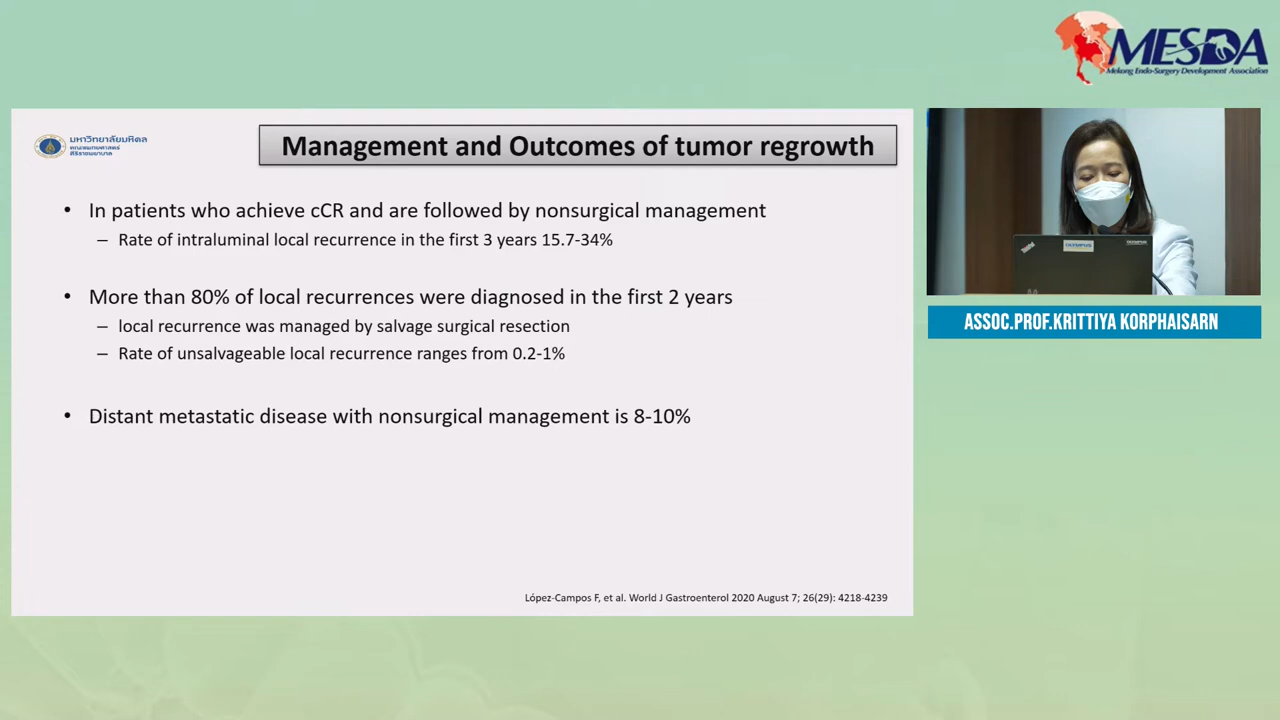 MESDA
Mekong Endo-Surgery Development Association
มหาวิทยาลัยมหิดล
คณะแพทยศาสตร์
ศิริราชพยาบาล
Management and Outcomes of tumor regrowth
• In patients who achieve cCR and are followed by nonsurgical management
– Rate of intraluminal local recurrence in the first 3 years 15.7-34%
• More than 80% of local recurrences were diagnosed in the first 2 years
– local recurrence was managed by salvage surgical resection
– Rate of unsalvageable local recurrence ranges from 0.2-1%
• Distant metastatic disease with nonsurgical management is 8-10%
López-Campos F, et al. World J Gastroenterol 2020 August 7; 26(29): 4218-4239
OLYMPUS
ASSOC.PROF.KRITTIYA KORPHAISARN